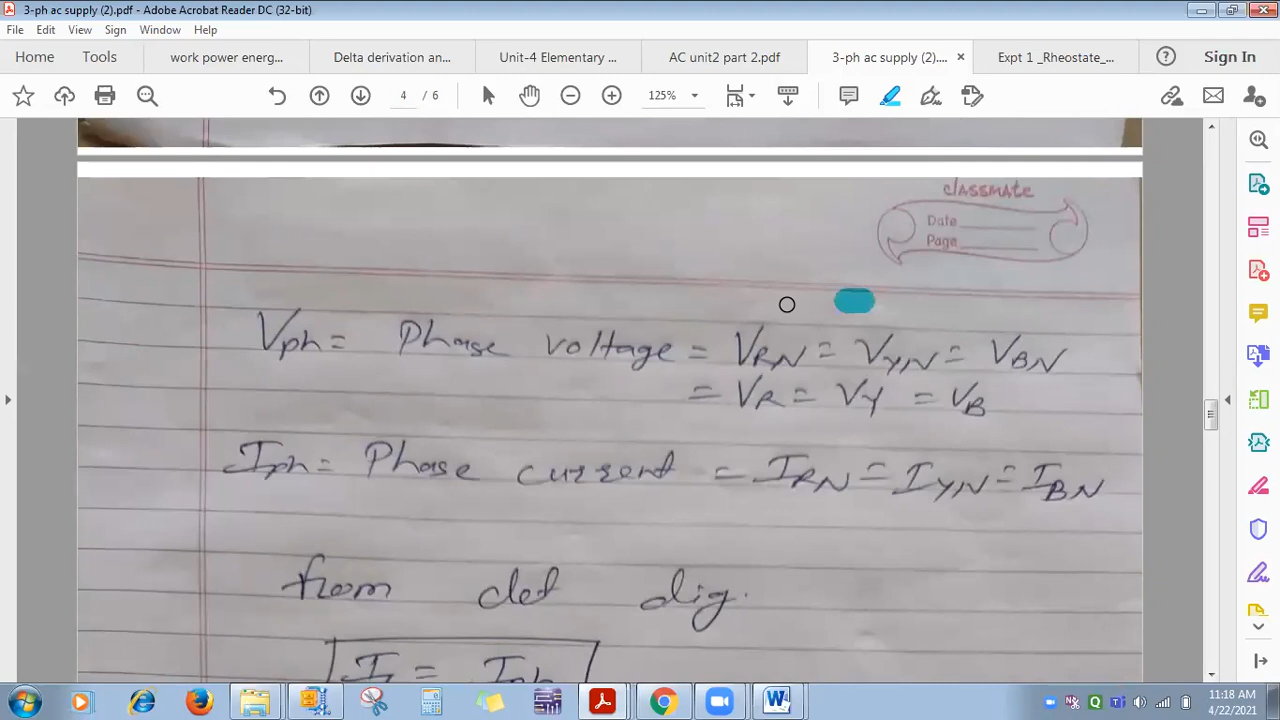 3-ph ac supply (2).pdf - Adobe Acrobat Reader DC (32-bit)
File Edit View Sign Window Help
Home Tools work power energ... Delta derivation an... Unit-4 Elementary ... AC unit2 part 2.pdf 3-ph ac supply (2).... × Expt 1 _Rheostate_... Sign In
4 / 6 125%
classmate
Date
Page
Vph = Phase voltage = VRN = VYN = VBN
= VR = VY = VB
Iph = Phase current = IRN = IYN = IBN
from ckt dig.
IL = Iph
11:18 AM
4/22/2021